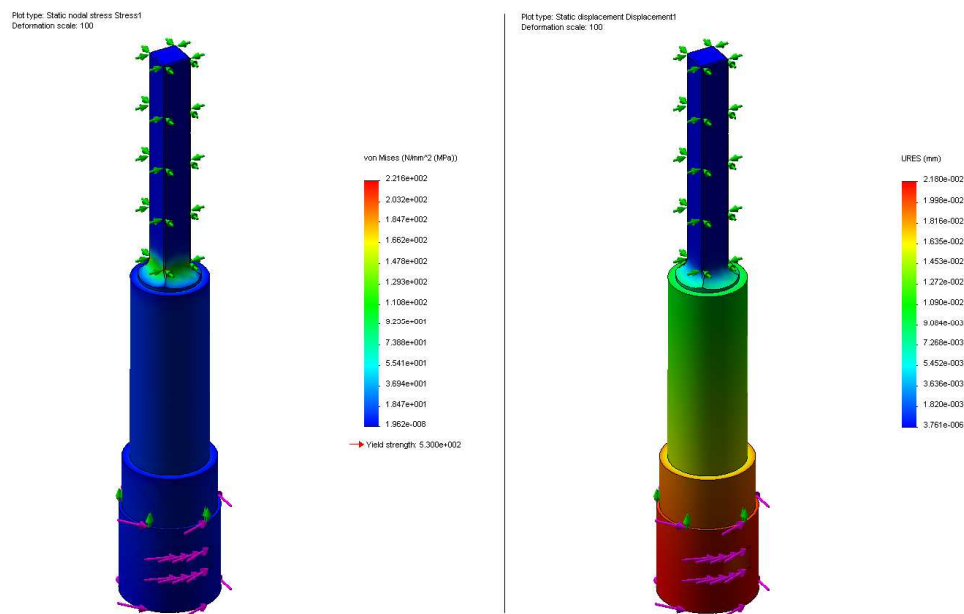 Plot type: Static nodal stress Stress1
Deformation scale: 100
von Mises (N/mm^2 (MPa))
2.216e+002
2.032e+002
1.847e+002
1.662e+002
1.478e+002
1.293e+002
1.108e+002
9.235e+001
7.388e+001
5.541e+001
3.694e+001
1.847e+001
1.962e-008
Yield strength: 5.300e+002
Plot type: Static displacement Displacement1
Deformation scale: 100
URES (mm)
2.180e-002
1.998e-002
1.816e-002
1.635e-002
1.453e-002
1.272e-002
1.090e-002
9.084e-003
7.268e-003
5.452e-003
3.636e-003
1.820e-003
3.761e-006